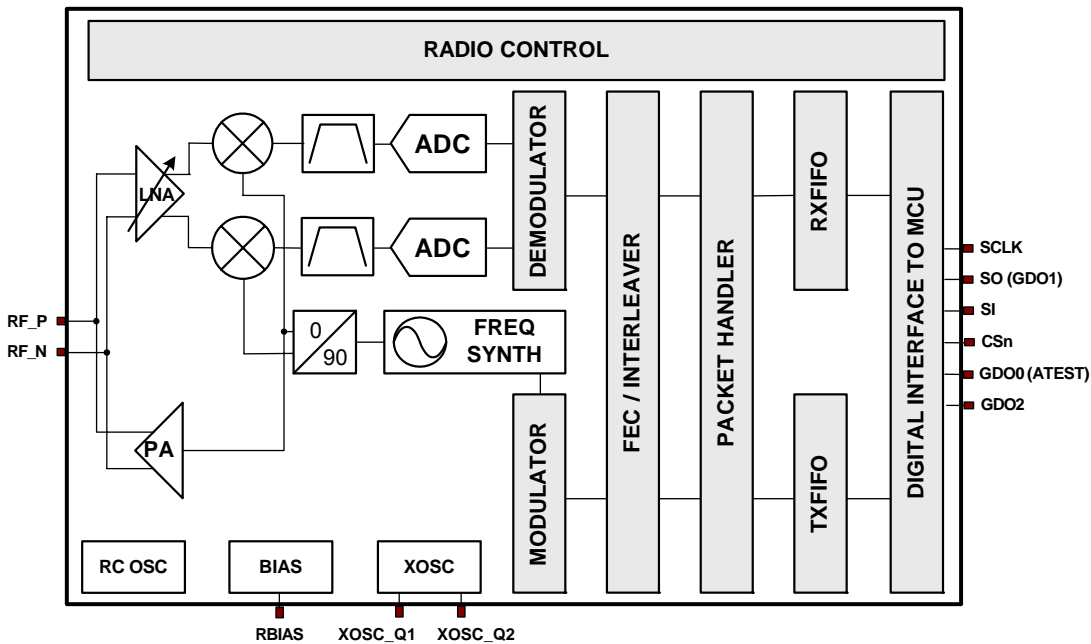 RADIO CONTROL
LNA
ADC
ADC
DEMODULATOR
FEC / INTERLEAVER
PACKET HANDLER
RXFIFO
DIGITAL INTERFACE TO MCU
SCLK
SO (GDO1)
SI
CSn
GDO0 (ATEST)
GDO2
RF_P
RF_N
0
90
FREQ
SYNTH
PA
MODULATOR
TXFIFO
RC OSC
BIAS
XOSC
RBIAS
XOSC_Q1
XOSC_Q2